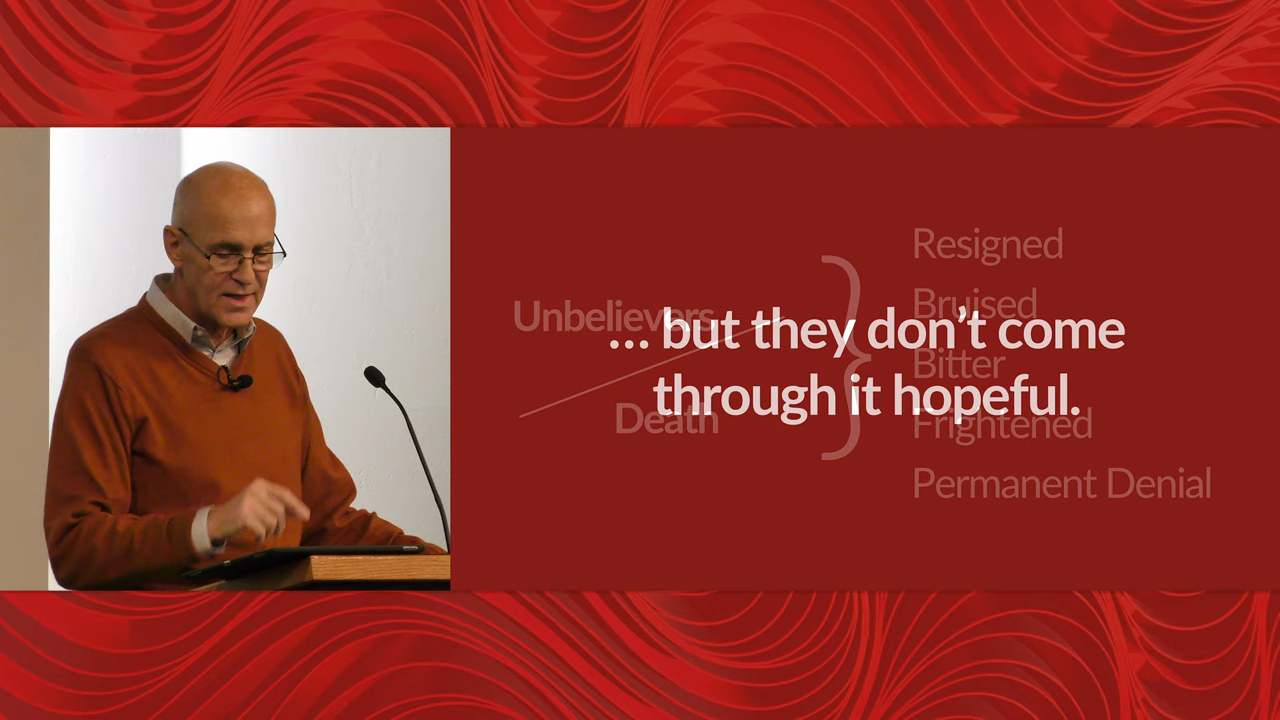 Resigned
Unbelievers
Bruised
… but they don’t come
Bitter
through it hopeful.
Death
Frightened
Permanent Denial